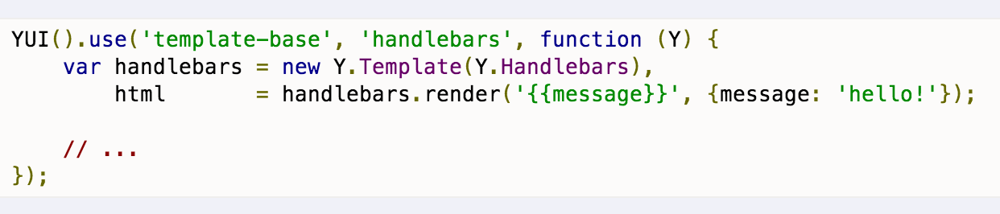 YUI().use('template-base', 'handlebars', function (Y) {
    var handlebars = new Y.Template(Y.Handlebars),
        html       = handlebars.render('{{message}}', {message: 'hello!'});

    // ...
});